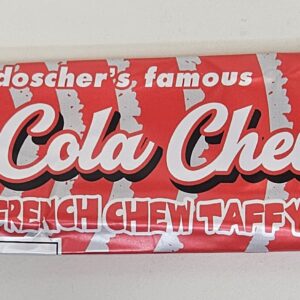 doscher's famous
Cola Che
FRENCH CHEW TAFFY